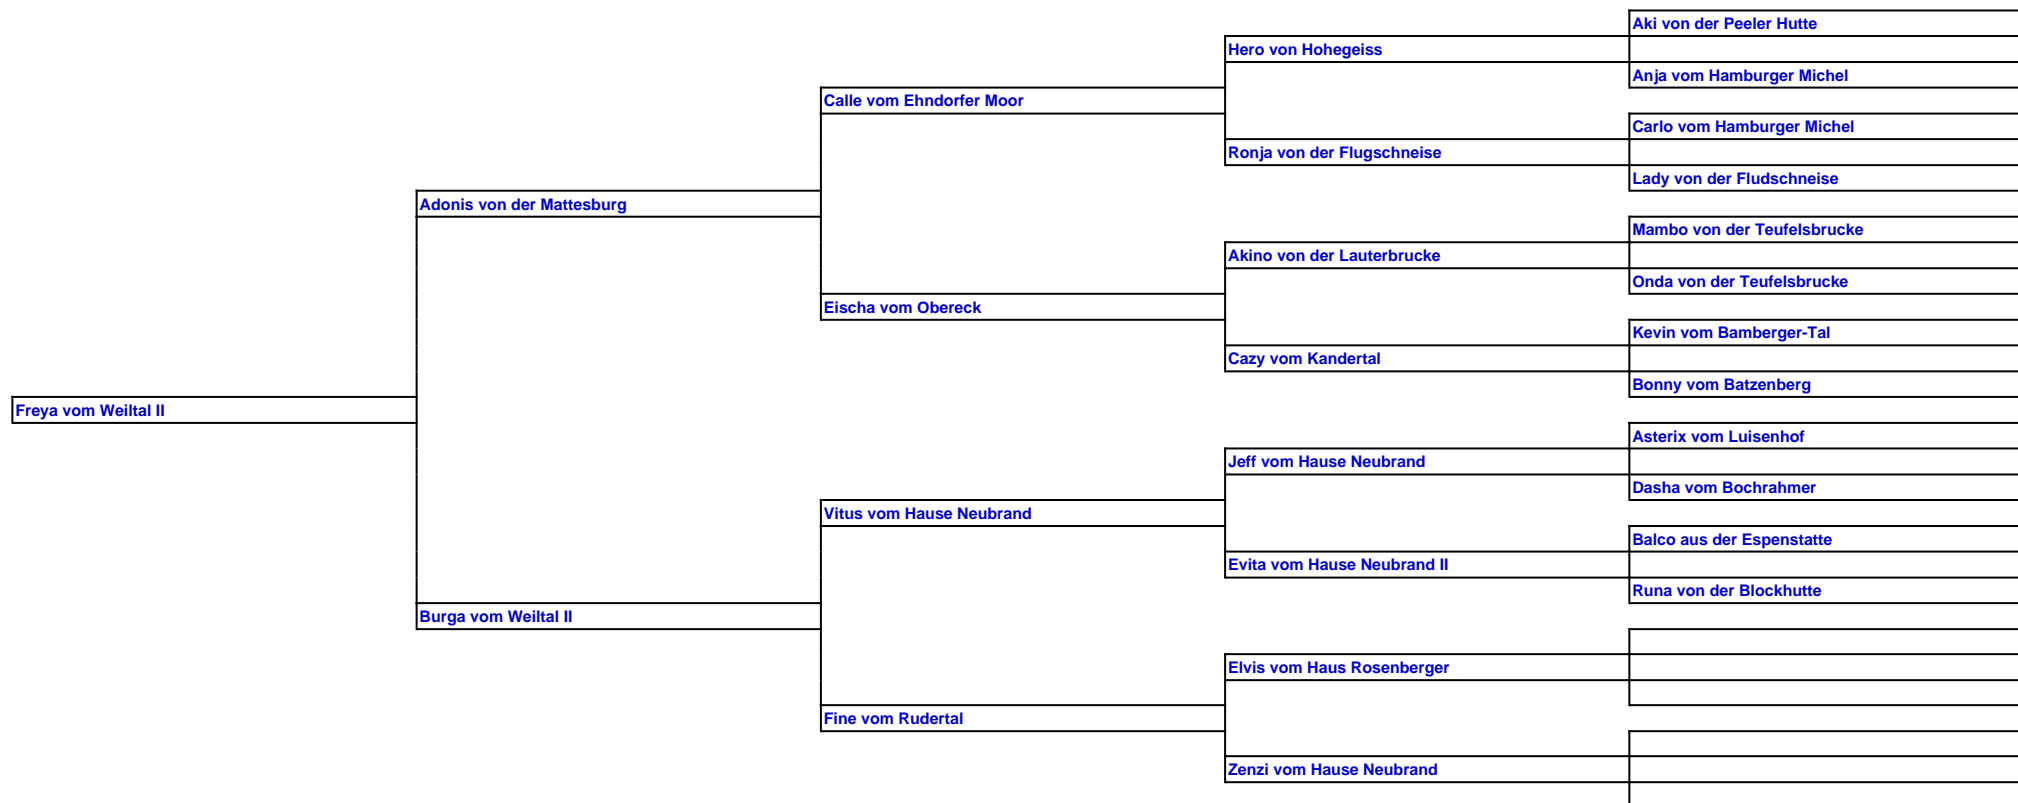 Aki von der Peeler Hutte
Hero von Hohegeiss
Anja vom Hamburger Michel
Calle vom Ehndorfer Moor
Carlo vom Hamburger Michel
Ronja von der Flugschneise
Lady von der Fludschneise
Adonis von der Mattesburg
Mambo von der Teufelsbrucke
Akino von der Lauterbrucke
Onda von der Teufelsbrucke
Eischa vom Obereck
Kevin vom Bamberger-Tal
Cazy vom Kandertal
Bonny vom Batzenberg
Freya vom Weiltal II
Asterix vom Luisenhof
Jeff vom Hause Neubrand
Dasha vom Bochrahmer
Vitus vom Hause Neubrand
Balco aus der Espenstatte
Evita vom Hause Neubrand II
Runa von der Blockhutte
Burga vom Weiltal II
Elvis vom Haus Rosenberger
Fine vom Rudertal
Zenzi vom Hause Neubrand